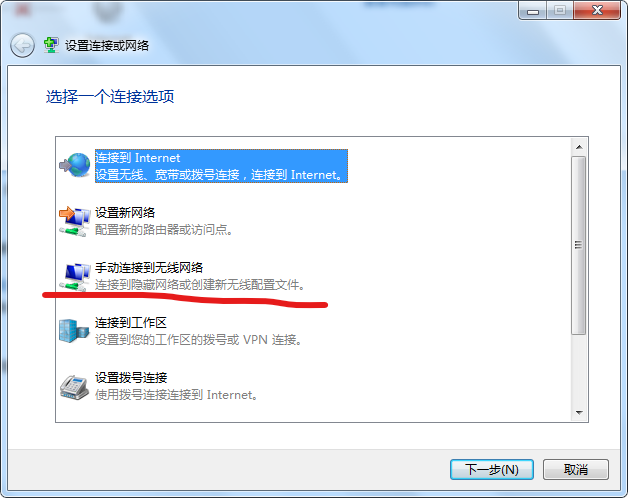 设置连接或网络
选择一个连接选项
连接到 Internet
设置无线、宽带或拨号连接，连接到 Internet。
设置新网络
配置新的路由器或访问点。
手动连接到无线网络
连接到隐藏网络或创建新无线配置文件。
连接到工作区
设置到您的工作区的拨号或 VPN 连接。
设置拨号连接
使用拨号连接连接到 Internet。
下一步(N)
取消